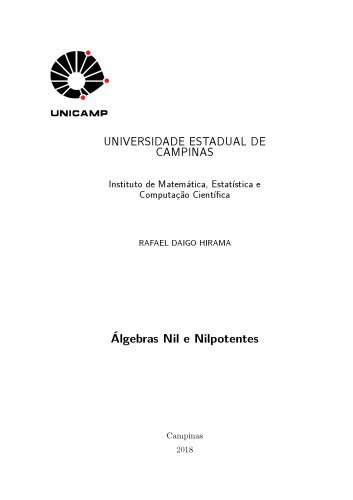 UNICAMP
UNIVERSIDADE ESTADUAL DE
CAMPINAS
Instituto de Matemática, Estatística e
Computação Científica
RAFAEL DAIGO HIRAMA
Álgebras Nil e Nilpotentes
Campinas
2018